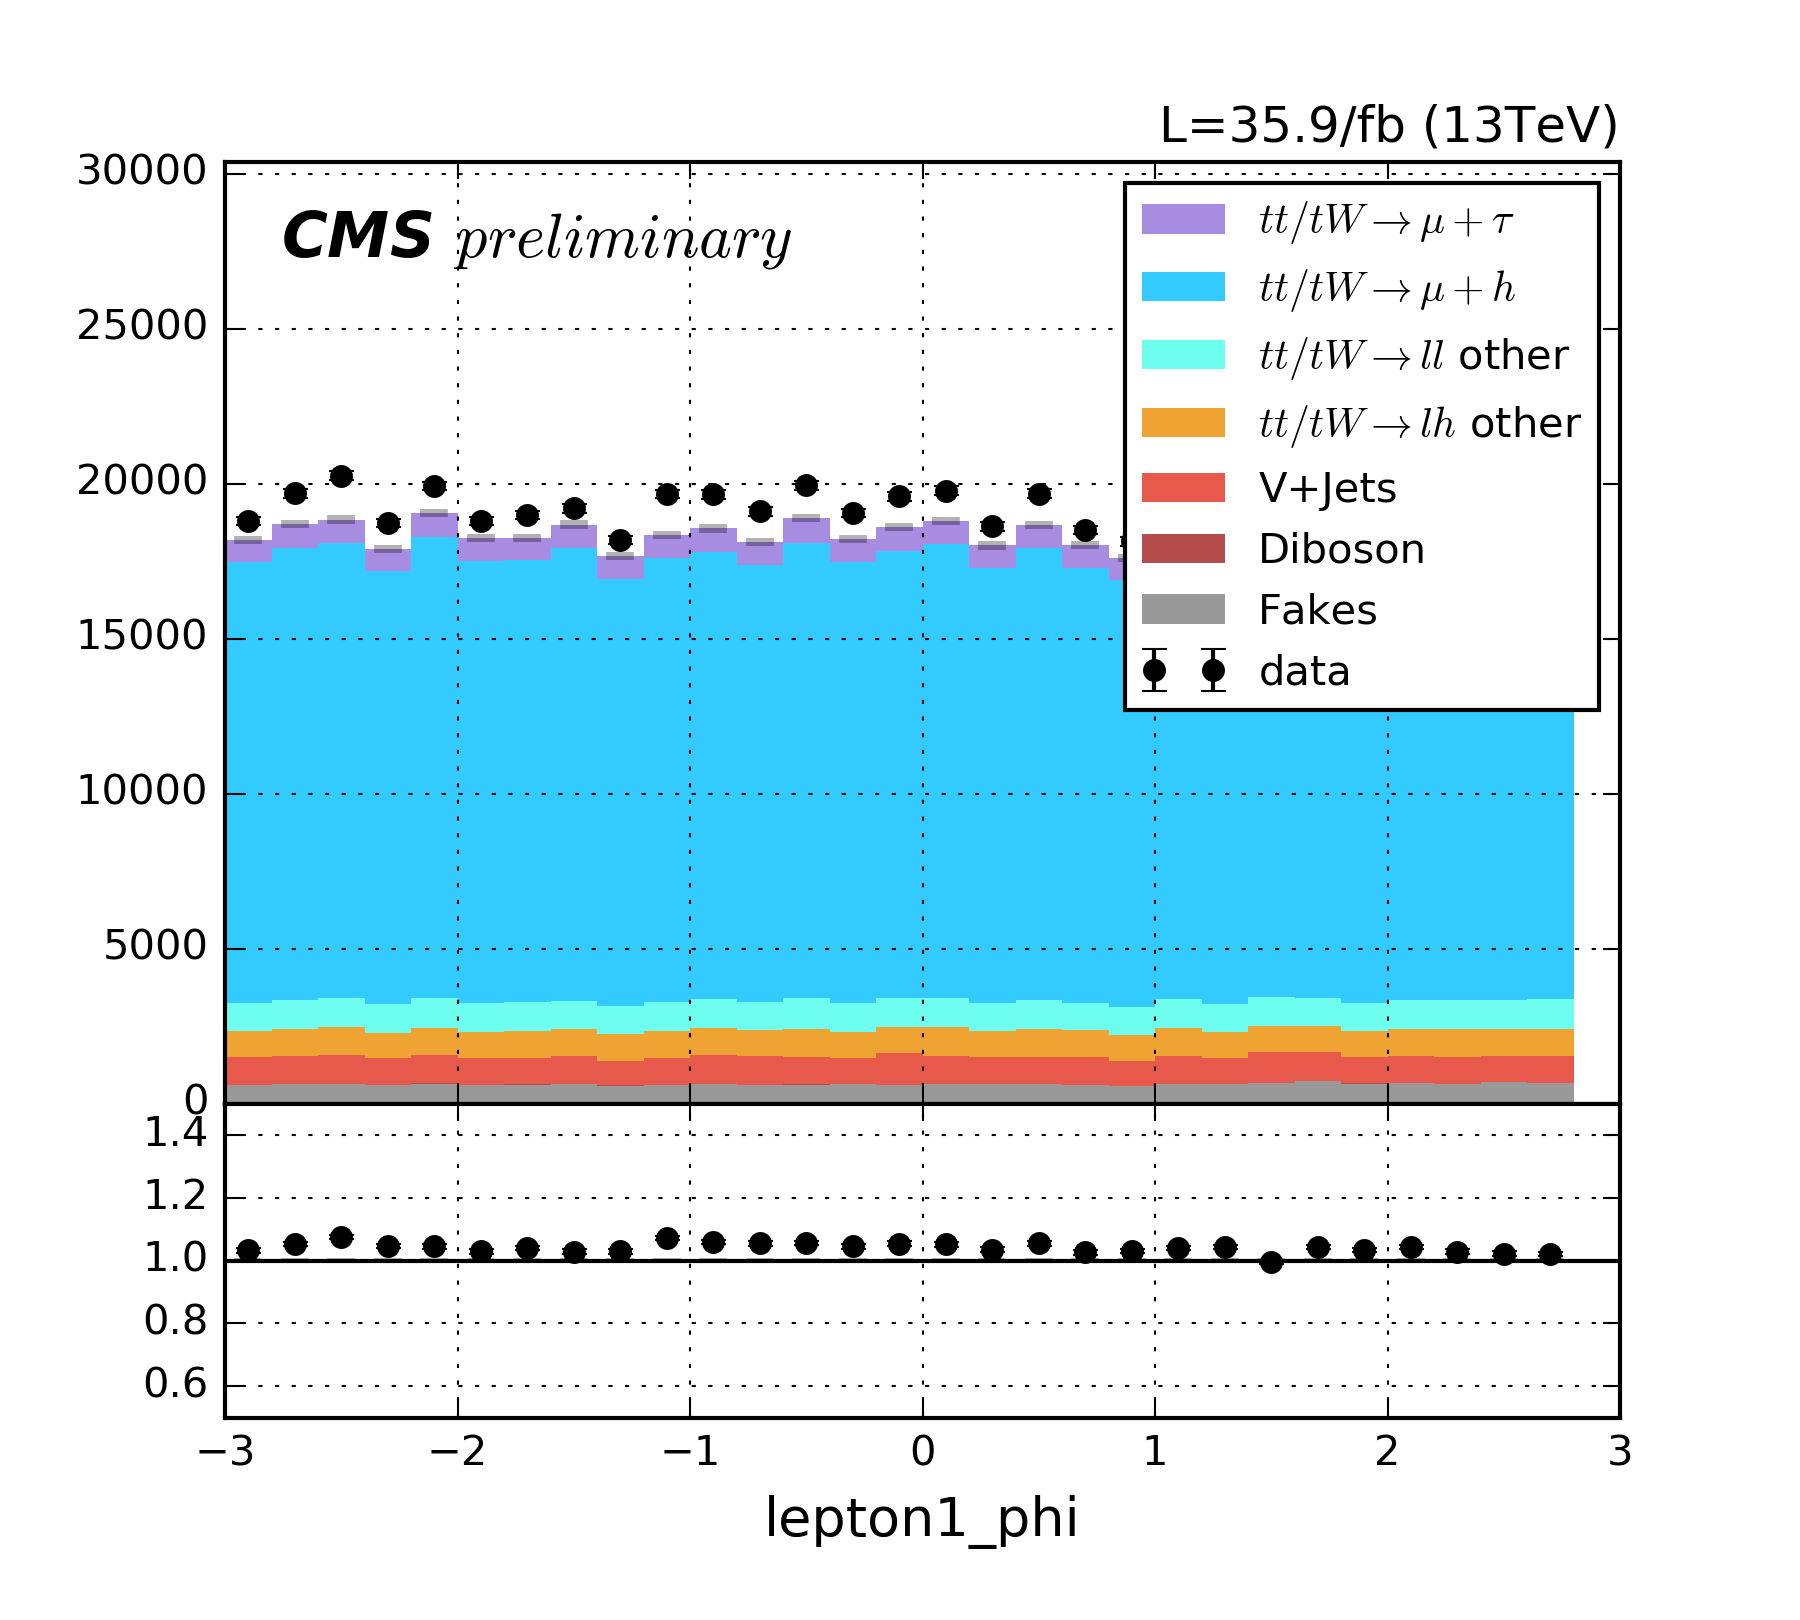 L=35.9/fb (13TeV)
30000
25000
20000
15000
10000
5000
0
CMS preliminary
tt/tW→μ+τ
tt/tW→μ+h
tt/tW→ll other
tt/tW→lh other
V+Jets
Diboson
Fakes
data
1.4
1.2
1.0
0.8
0.6
−3 −2 −1 0 1 2 3
lepton1_phi